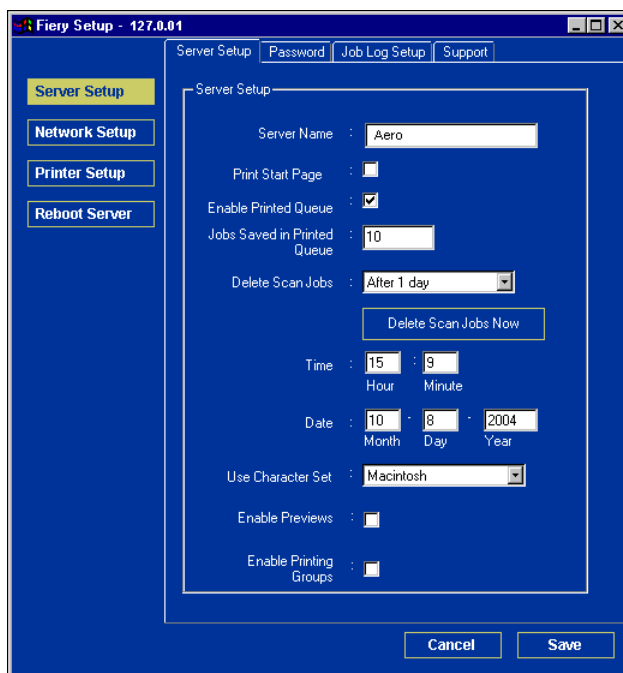 Fiery Setup - 127.0.01
Server Setup Password Job Log Setup Support
Server Setup
Network Setup
Printer Setup
Reboot Server
Server Setup
Server Name : Aero
Print Start Page :
Enable Printed Queue :
Jobs Saved in Printed Queue : 10
Delete Scan Jobs : After 1 day
Delete Scan Jobs Now
Time : 15 : 9
Hour Minute
Date : 10 - 8 - 2004
Month Day Year
Use Character Set : Macintosh
Enable Previews :
Enable Printing Groups :
Cancel Save